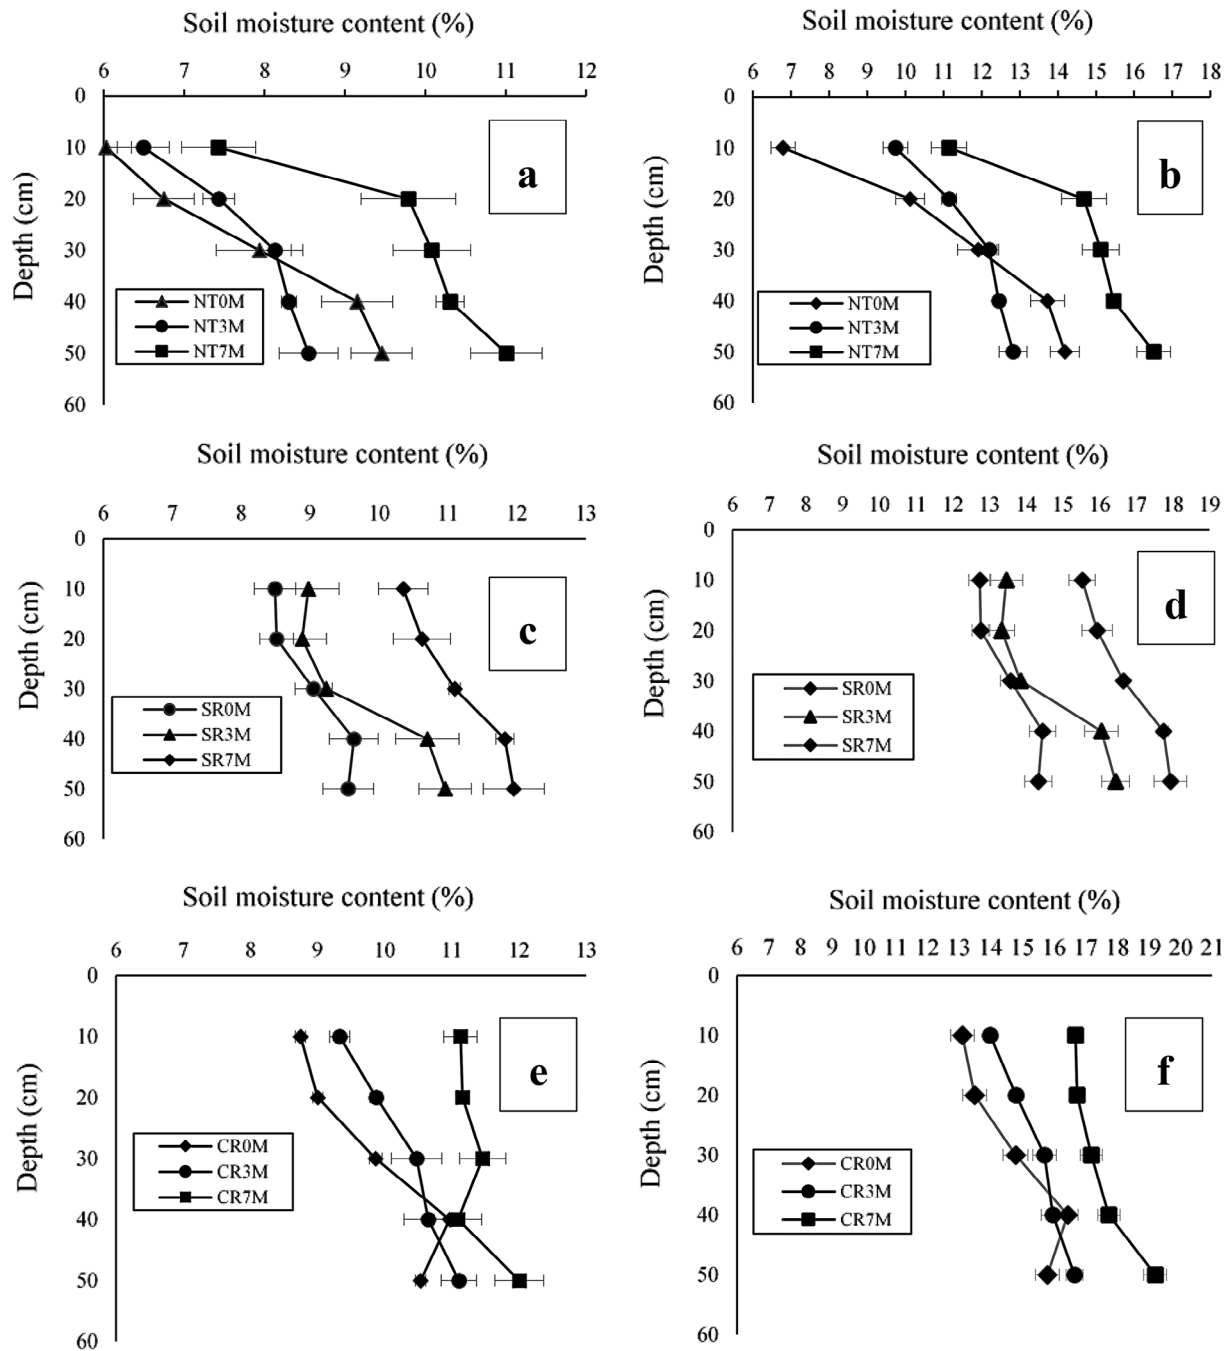 Soil moisture content (%)
6 7 8 9 10 11 12
0
10
20
30
40
50
60
Depth (cm)
a
NT0M
NT3M
NT7M
Soil moisture content (%)
6 7 8 9 10 11 12 13 14 15 16 17 18
0
10
20
30
40
50
60
Depth (cm)
b
NT0M
NT3M
NT7M
Soil moisture content (%)
6 7 8 9 10 11 12 13
0
10
20
30
40
50
60
Depth (cm)
c
SR0M
SR3M
SR7M
Soil moisture content (%)
6 7 8 9 10 11 12 13 14 15 16 17 18 19
0
10
20
30
40
50
60
Depth (cm)
d
SR0M
SR3M
SR7M
Soil moisture content (%)
6 7 8 9 10 11 12 13
0
10
20
30
40
50
60
Depth (cm)
e
CR0M
CR3M
CR7M
Soil moisture content (%)
6 7 8 9 10 11 12 13 14 15 16 17 18 19 20 21
0
10
20
30
40
50
60
Depth (cm)
f
CR0M
CR3M
CR7M